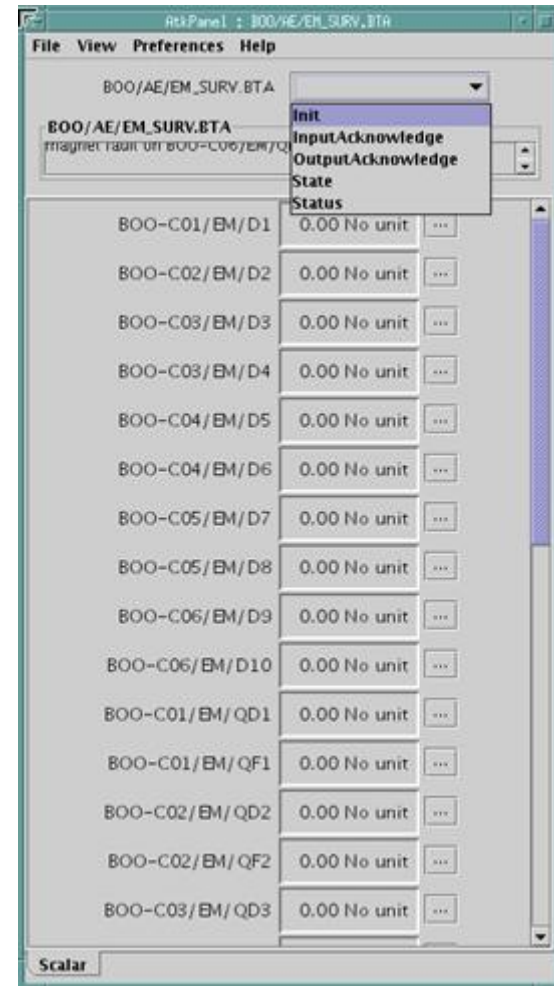 AtkPanel : BOO/AE/EM_SURV.BTA
File View Preferences Help
BOO/AE/EM_SURV.BTA
Init
InputAcknowledge
OutputAcknowledge
State
Status
BOO/AE/EM_SURV.BTA
magnet fault on BOO-C06/EM/Q
BOO-C01/EM/D1 0.00 No unit ...
BOO-C02/EM/D2 0.00 No unit ...
BOO-C03/EM/D3 0.00 No unit ...
BOO-C03/EM/D4 0.00 No unit ...
BOO-C04/EM/D5 0.00 No unit ...
BOO-C04/EM/D6 0.00 No unit ...
BOO-C05/EM/D7 0.00 No unit ...
BOO-C05/EM/D8 0.00 No unit ...
BOO-C06/EM/D9 0.00 No unit ...
BOO-C06/EM/D10 0.00 No unit ...
BOO-C01/EM/QD1 0.00 No unit ...
BOO-C01/EM/QF1 0.00 No unit ...
BOO-C02/EM/QD2 0.00 No unit ...
BOO-C02/EM/QF2 0.00 No unit ...
BOO-C03/EM/QD3 0.00 No unit ...
Scalar